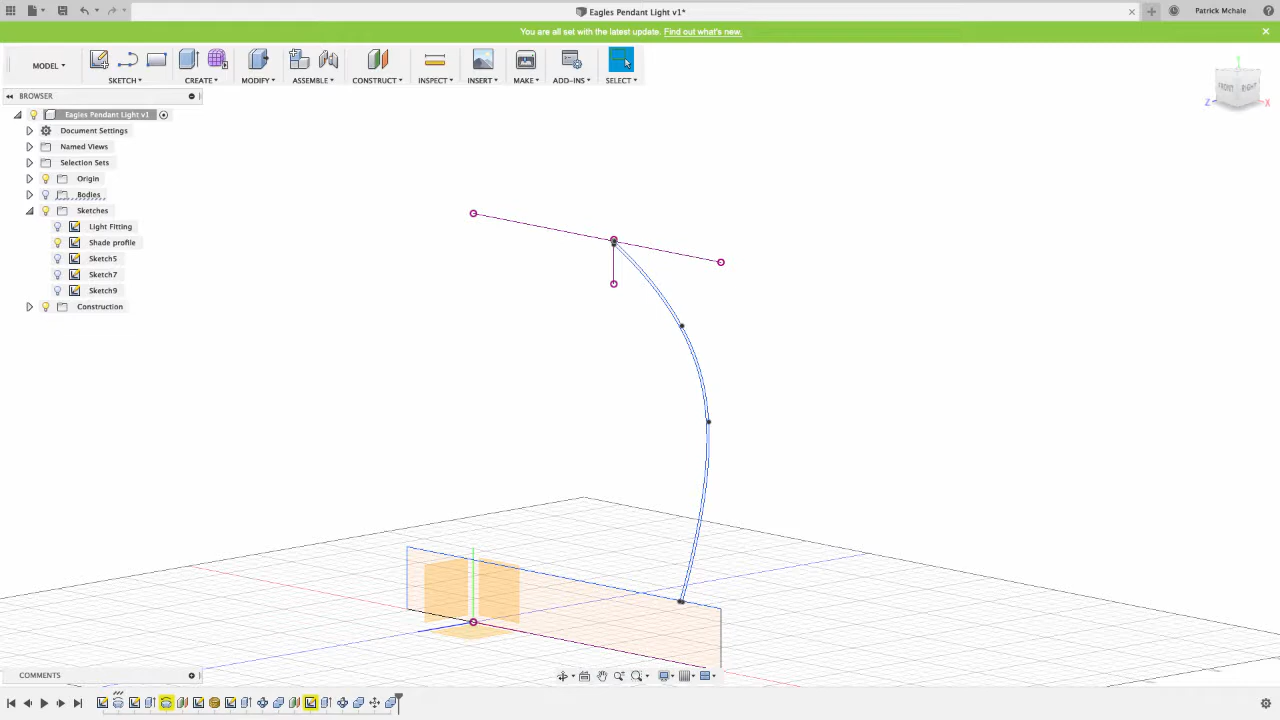 Eagles Pendant Light v1*
Patrick Mchale
You are all set with the latest update. Find out what's new.
MODEL
SKETCH
CREATE
MODIFY
ASSEMBLE
CONSTRUCT
INSPECT
INSERT
MAKE
ADD-INS
SELECT
BROWSER
Eagles Pendant Light v1
Document Settings
Named Views
Selection Sets
Origin
Bodies
Sketches
Light Fitting
Shade profile
Sketch5
Sketch7
Sketch9
Construction
FRONT
RIGHT
Z
X
COMMENTS